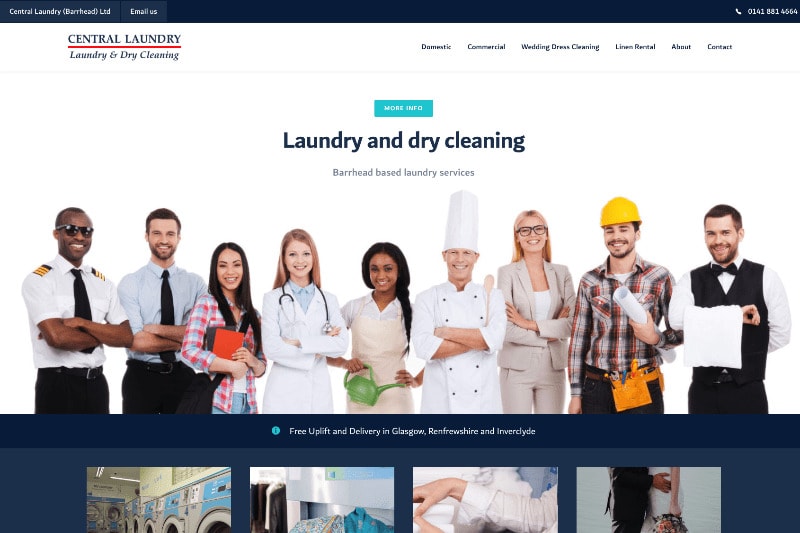 Central Laundry (Barrhead) Ltd
Email us
0141 881 4664
CENTRAL LAUNDRY
Laundry & Dry Cleaning
Domestic
Commercial
Wedding Dress Cleaning
Linen Rental
About
Contact
MORE INFO
Laundry and dry cleaning
Barrhead based laundry services
Free Uplift and Delivery in Glasgow, Renfrewshire and Inverclyde